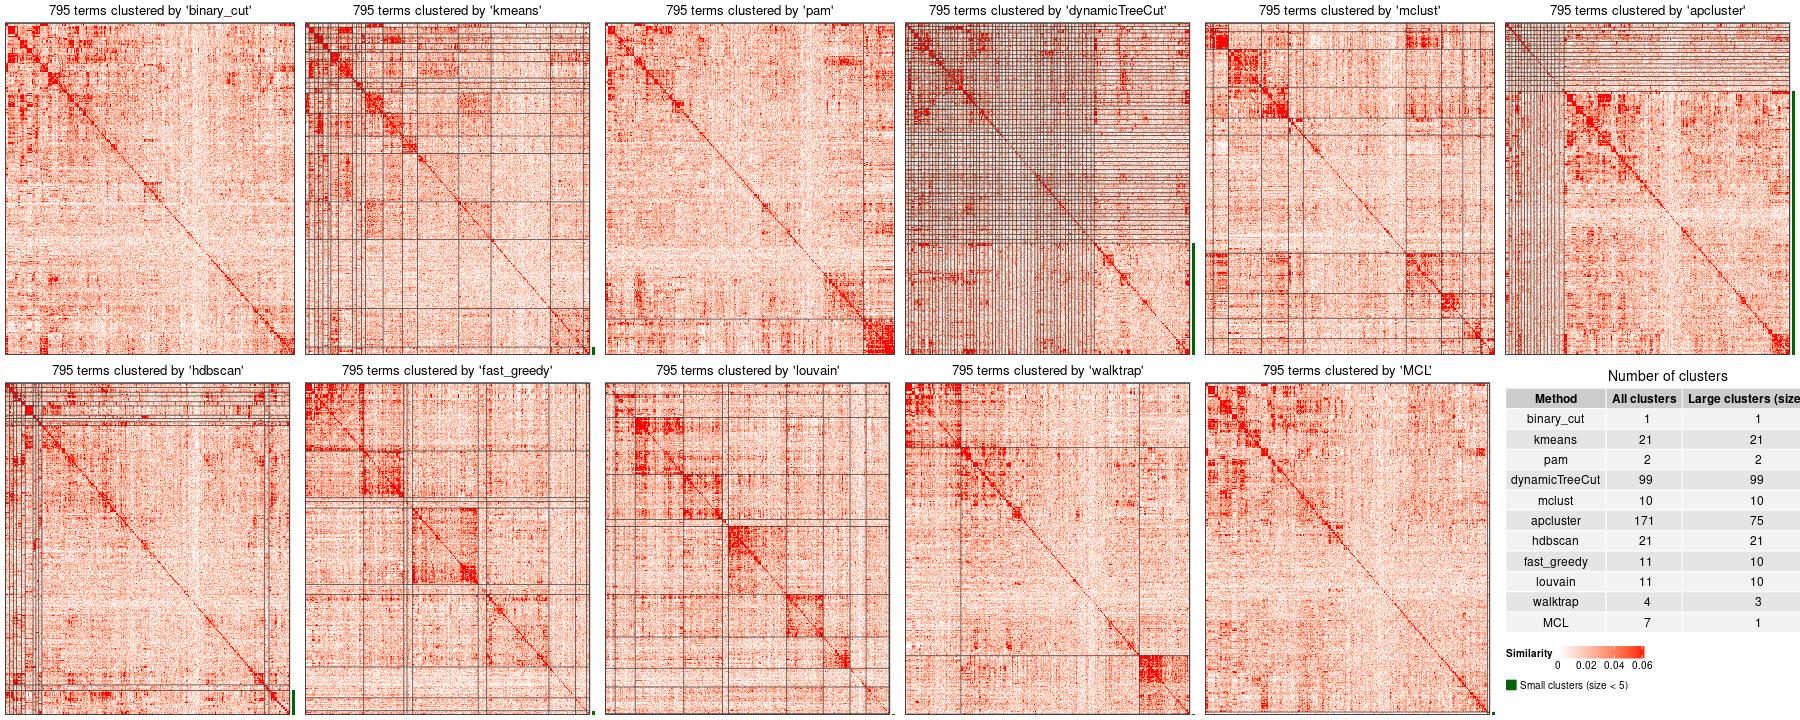 795 terms clustered by 'binary_cut'
795 terms clustered by 'kmeans'
795 terms clustered by 'pam'
795 terms clustered by 'dynamicTreeCut'
795 terms clustered by 'mclust'
795 terms clustered by 'apcluster'
795 terms clustered by 'hdbscan'
795 terms clustered by 'fast_greedy'
795 terms clustered by 'louvain'
795 terms clustered by 'walktrap'
795 terms clustered by 'MCL'
Number of clusters
Method All clusters Large clusters (size
binary_cut 1 1
kmeans 21 21
pam 2 2
dynamicTreeCut 99 99
mclust 10 10
apcluster 171 75
hdbscan 21 21
fast_greedy 11 10
louvain 11 10
walktrap 4 3
MCL 7 1
Similarity
0 0.02 0.04 0.06
Small clusters (size < 5)